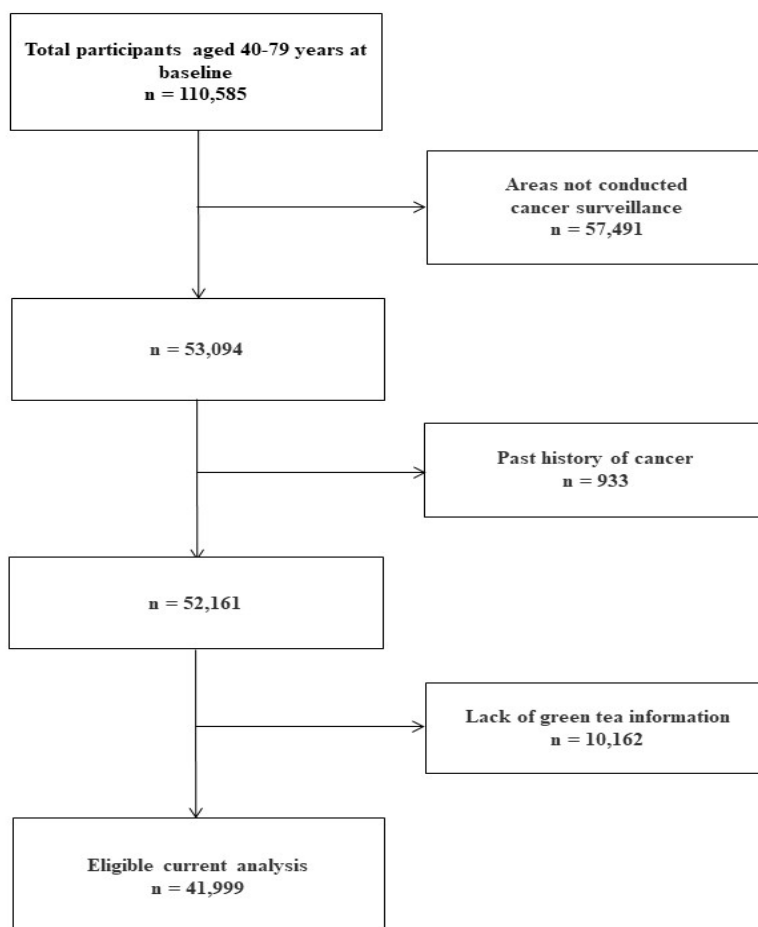 Total participants aged 40-79 years at
baseline
n = 110,585
Areas not conducted
cancer surveillance
n = 57,491
n = 53,094
Past history of cancer
n = 933
n = 52,161
Lack of green tea information
n = 10,162
Eligible current analysis
n = 41,999